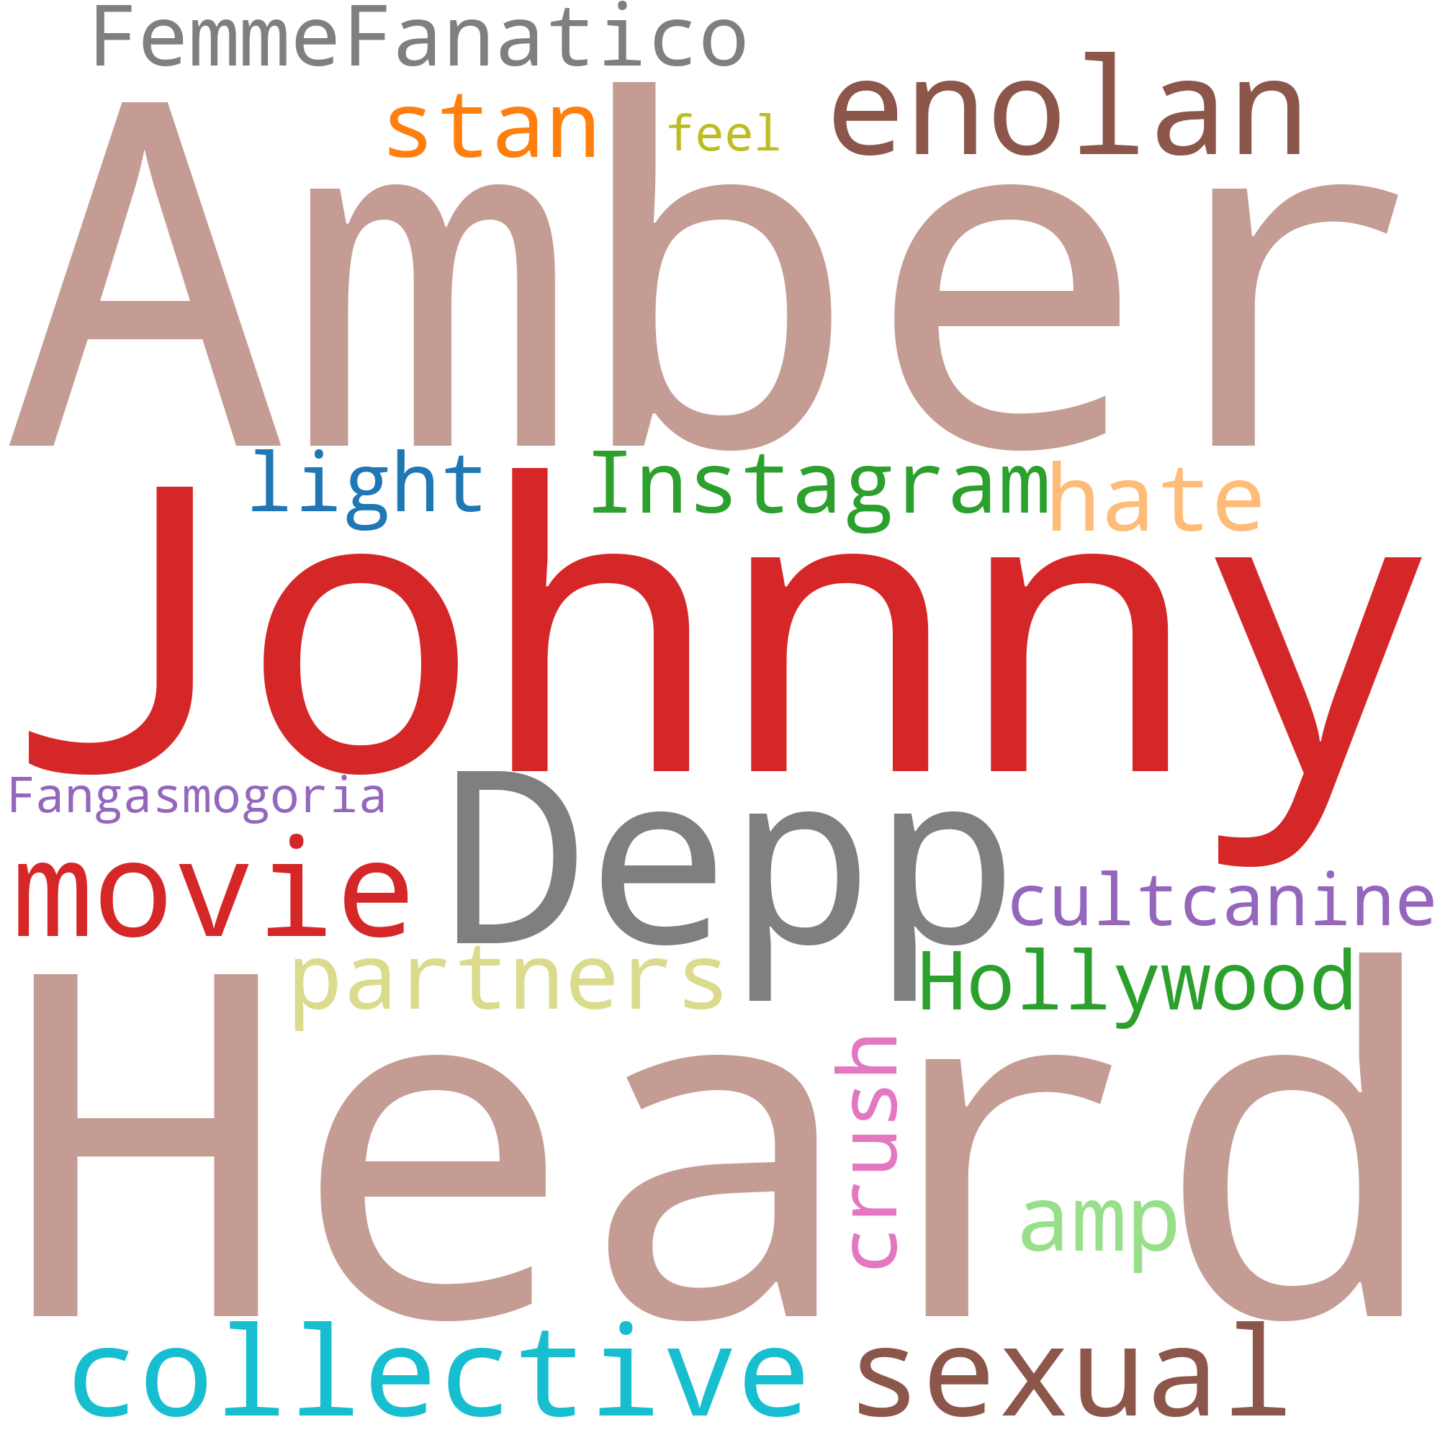 FemmeFanatico
stan feel enolan
Amber
light Instagram hate
Johnny
Fangasmogoria
movie Depp cultcanine
partners Hollywood
Heard
crush
amp
collective sexual